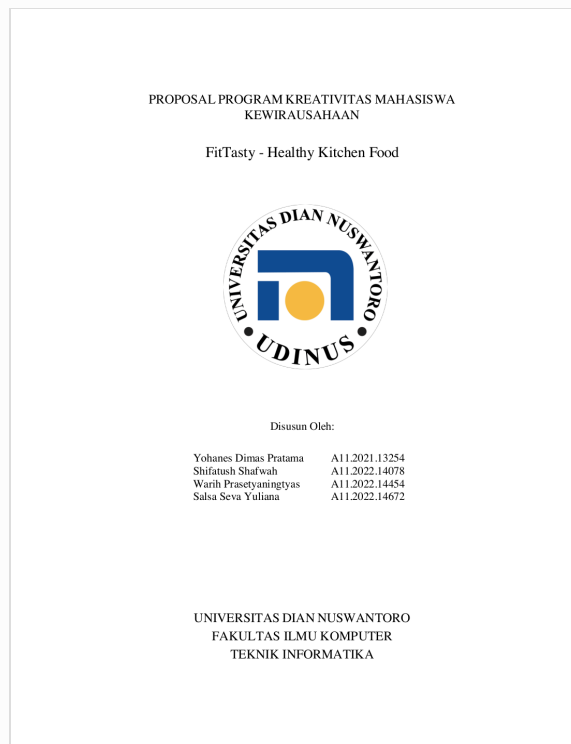 PROPOSAL PROGRAM KREATIVITAS MAHASISWA
KEWIRAUSAHAAN
FitTasty - Healthy Kitchen Food
UNIVERSITAS DIAN NUSWANTORO
UDINUS
Disusun Oleh:
Yohanes Dimas Pratama A11.2021.13254
Shifatush Shafwah A11.2022.14078
Warih Prasetyaningtyas A11.2022.14454
Salsa Seva Yuliana A11.2022.14672
UNIVERSITAS DIAN NUSWANTORO
FAKULTAS ILMU KOMPUTER
TEKNIK INFORMATIKA